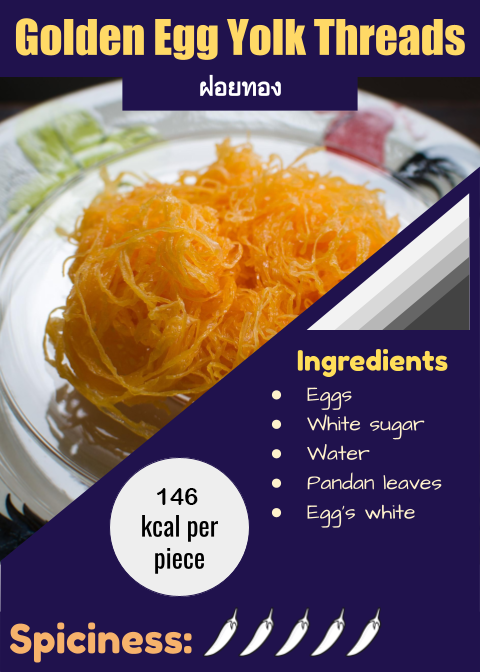 Golden Egg Yolk Threads
ฝอยทอง
Ingredients
Eggs
White sugar
Water
Pandan leaves
Egg's white
146
kcal per
piece
Spiciness: